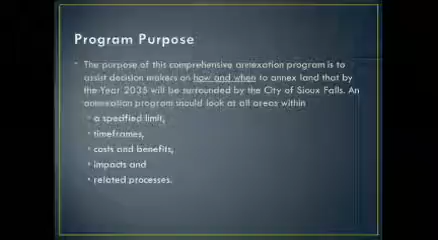 Program Purpose
• The purpose of this comprehensive annexation program is to
assist decision makers on how and when to annex land that by
the Year 2035 will be surrounded by the City of Sioux Falls. An
annexation program should look at all areas within
• a specified limit,
• timeframes,
• costs and benefits,
• impacts and
• related processes.